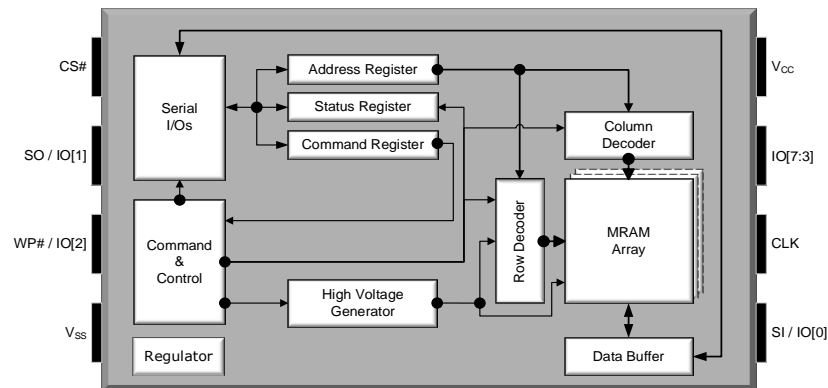 CS#
SO / IO[1]
WP# / IO[2]
VSS
Serial
I/Os
Command
&
Control
Regulator
Address Register
Status Register
Command Register
High Voltage
Generator
Row Decoder
Column
Decoder
MRAM
Array
Data Buffer
VCC
IO[7:3]
CLK
SI / IO[0]